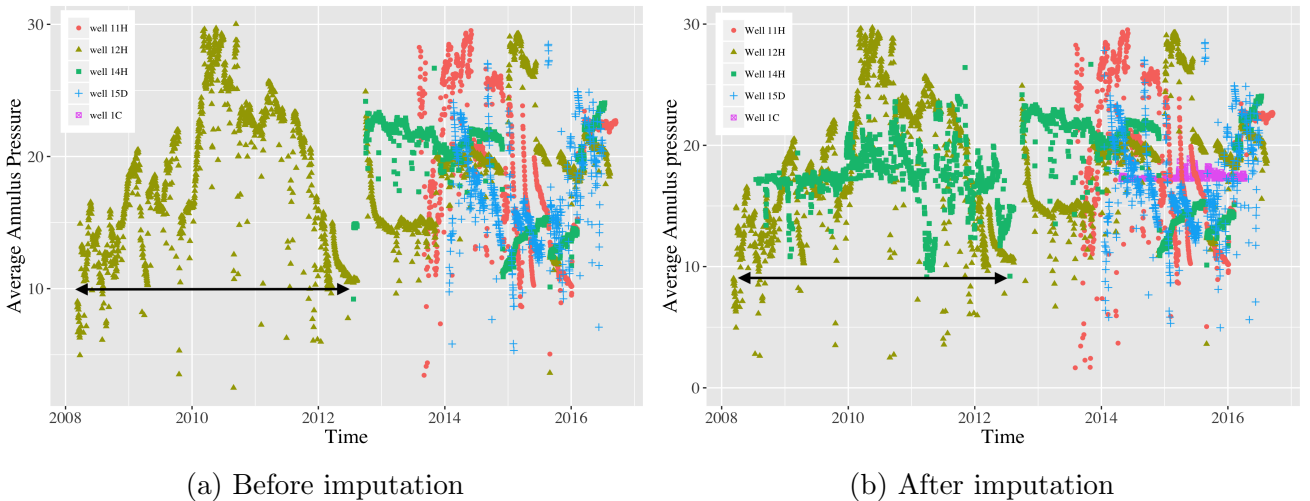 30
20
10
Average Annulus Pressure
well 11H
well 12H
well 14H
well 15D
well 1C
2008
2010
2012
2014
2016
Time
(a) Before imputation
30
20
10
0
Average Annulus pressure
Well 11H
Well 12H
Well 14H
Well 15D
Well 1C
2008
2010
2012
2014
2016
Time
(b) After imputation